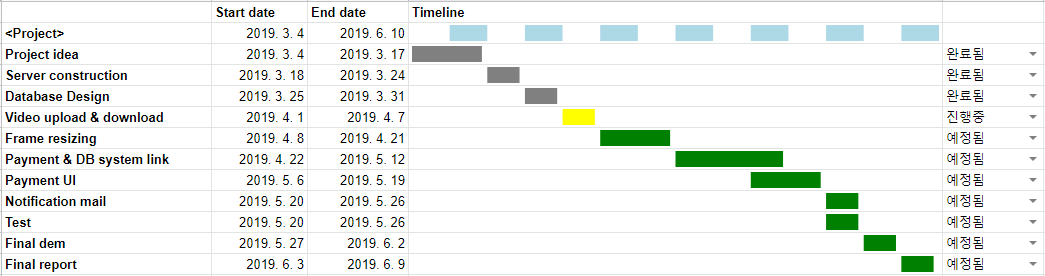 Start date End date Timeline
<Project> 2019. 3. 4 2019. 6. 10
Project idea 2019. 3. 4 2019. 3. 17 완료됨
Server construction 2019. 3. 18 2019. 3. 24 완료됨
Database Design 2019. 3. 25 2019. 3. 31 완료됨
Video upload & download 2019. 4. 1 2019. 4. 7 진행중
Frame resizing 2019. 4. 8 2019. 4. 21 예정됨
Payment & DB system link 2019. 4. 22 2019. 5. 12 예정됨
Payment UI 2019. 5. 6 2019. 5. 19 예정됨
Notification mail 2019. 5. 20 2019. 5. 26 예정됨
Test 2019. 5. 20 2019. 5. 26 예정됨
Final dem 2019. 5. 27 2019. 6. 2 예정됨
Final report 2019. 6. 3 2019. 6. 9 예정됨